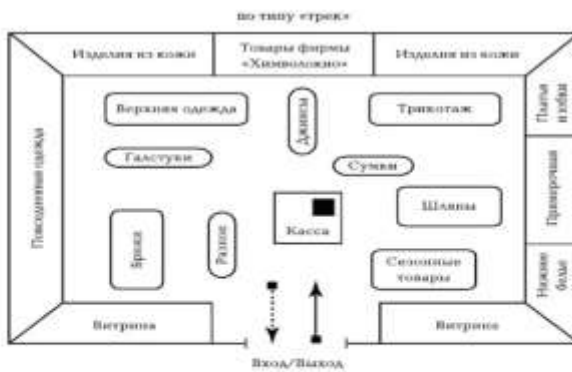 по типу «трек»
Изделия из кожи
Товары фирмы
«Химволокно»
Изделия из кожи
Повседневная одежда
Верхняя одежда
Джинсы
Трикотаж
Платья
и юбки
Галстуки
Сумки
Примерочная
Шляпы
Касса
Брюки
Разное
Сезонные
товары
Нижнее
белье
Витрина
Витрина
Вход/Выход